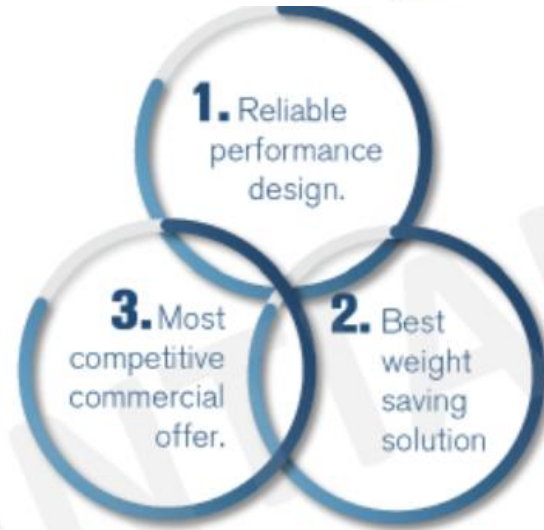 1. Reliable
performance
design.
2. Best
weight
saving
solution
3. Most
competitive
commercial
offer.